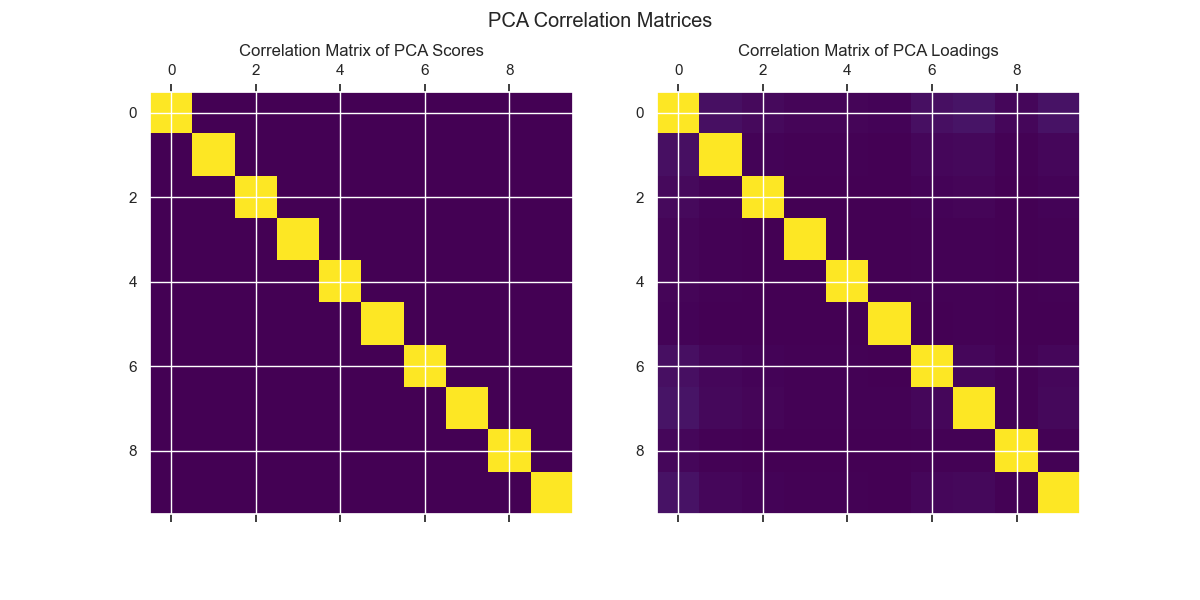 PCA Correlation Matrices
Correlation Matrix of PCA Scores
0 2 4 6 8
0
2
4
6
8
Correlation Matrix of PCA Loadings
0 2 4 6 8
0
2
4
6
8